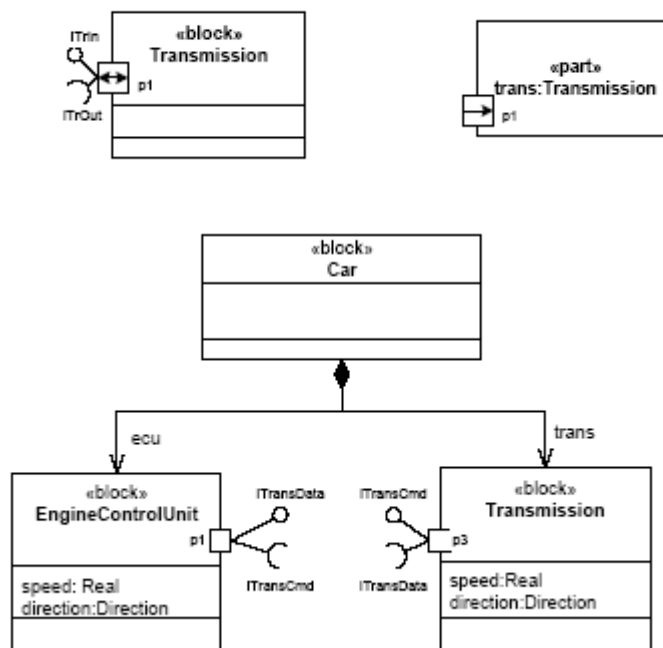 ITrIn
«block»
Transmission
p1
ITrOut
«part»
trans:Transmission
p1
«block»
Car
ecu
trans
«block»
EngineControlUnit
p1
ITransData
ITransCmd
speed: Real
direction:Direction
ITransCmd
ITransData
«block»
Transmission
p3
speed:Real
direction:Direction